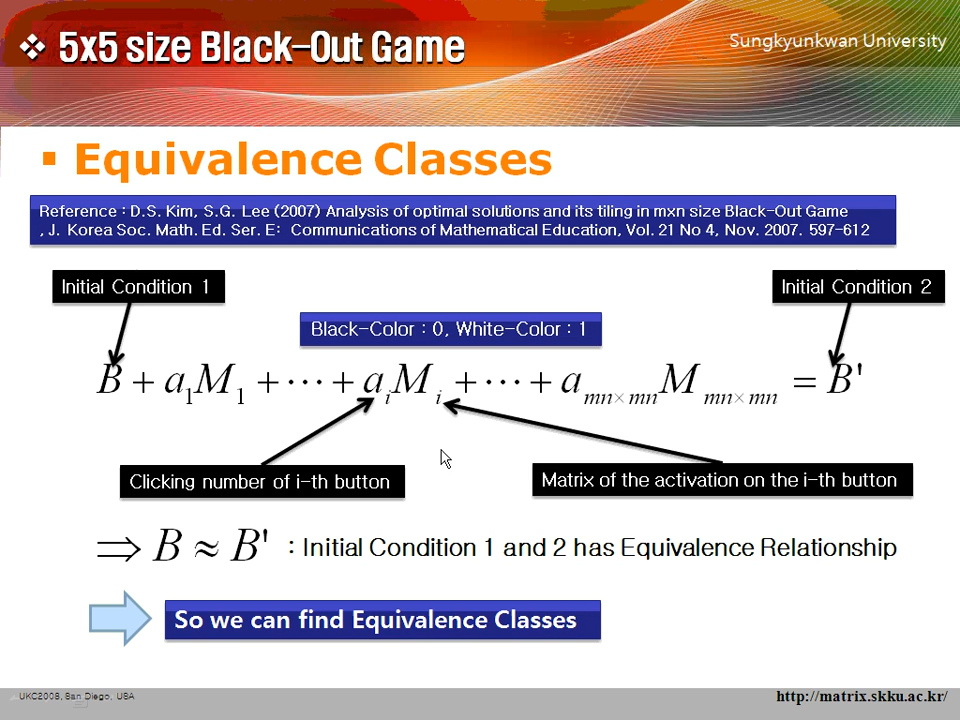 ❖ 5x5 size Black-Out Game
Sungkyunkwan University
▪ Equivalence Classes
Reference : D.S. Kim, S.G. Lee (2007) Analysis of optimal solutions and its tiling in mxn size Black-Out Game
, J. Korea Soc. Math. Ed. Ser. E: Communications of Mathematical Education, Vol. 21 No 4, Nov. 2007. 597-612
Initial Condition 1
Initial Condition 2
Black-Color : 0, White-Color : 1
B + a₁M₁ + ⋯ + aᵢMᵢ + ⋯ + a_{mn×mn}M_{mn×mn} = B'
Clicking number of i-th button
Matrix of the activation on the i-th button
⇒ B ≈ B' : Initial Condition 1 and 2 has Equivalence Relationship
So we can find Equivalence Classes
UKC2008, San Diego, USA
http://matrix.skku.ac.kr/